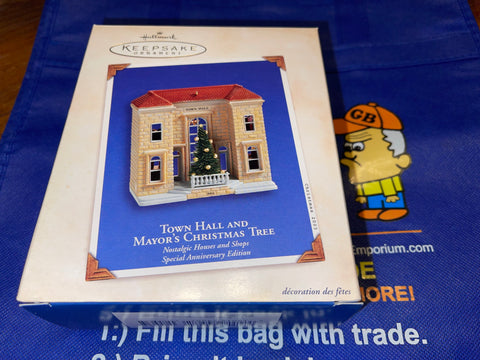 Hallmark
KEEPSAKE
ORNAMENT
TOWN HALL
TOWN HALL AND
MAYOR'S CHRISTMAS TREE
Nostalgic Houses and Shops
Special Anniversary Edition
décoration des fêtes
GB
Emporium.com
E
MORE!
1:) Fill this bag with trade.